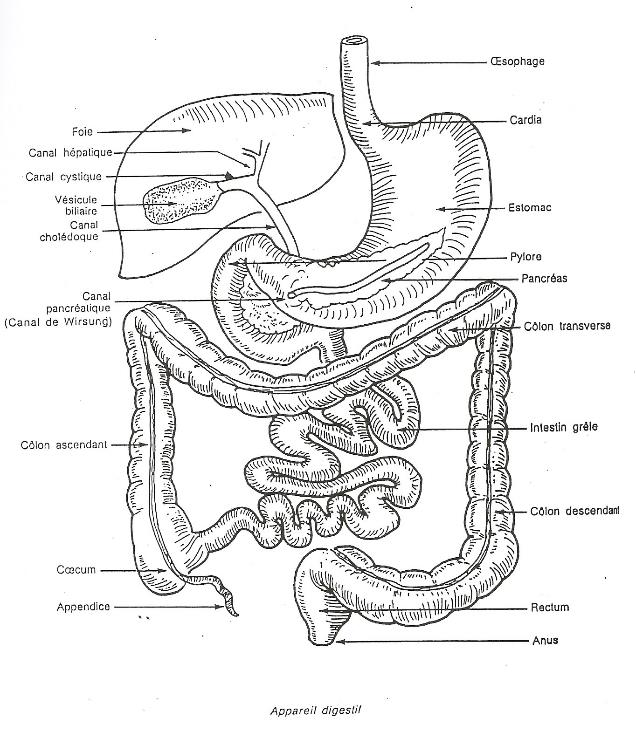 Œsophage
Cardia
Foie
Canal hépatique
Canal cystique
Vésicule
biliaire
Canal
cholédoque
Estomac
Pylore
Pancréas
Canal
pancréatique
(Canal de Wirsung)
Côlon transverse
Intestin grêle
Côlon ascendant
Côlon descendant
Cœcum
Appendice
Rectum
Anus
Appareil digestif